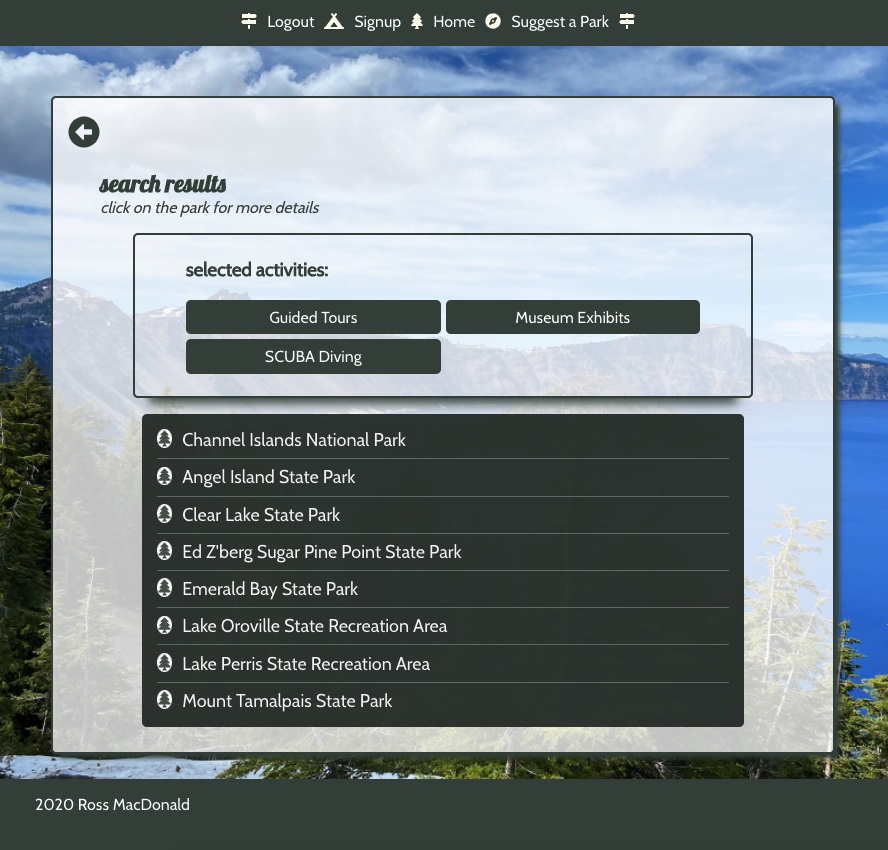 Logout Signup Home Suggest a Park
search results
click on the park for more details
selected activities:
Guided Tours Museum Exhibits
SCUBA Diving
Channel Islands National Park
Angel Island State Park
Clear Lake State Park
Ed Z'berg Sugar Pine Point State Park
Emerald Bay State Park
Lake Oroville State Recreation Area
Lake Perris State Recreation Area
Mount Tamalpais State Park
2020 Ross MacDonald